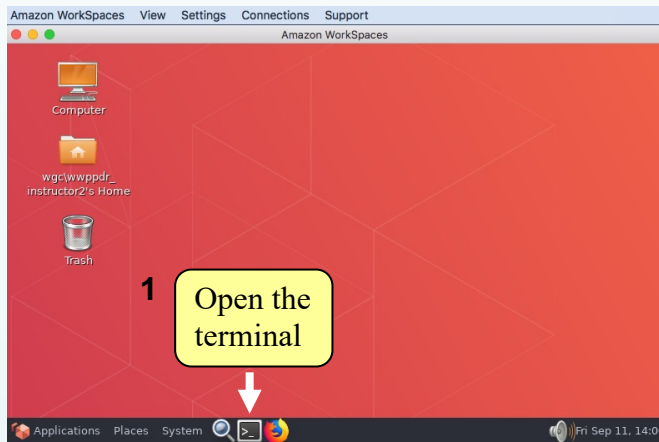 Amazon WorkSpaces View Settings Connections Support
Amazon WorkSpaces
Computer
wgc\wwppdr_
instructor2's Home
Trash
1
Open the
terminal
Applications Places System >_ Fri Sep 11, 14:0